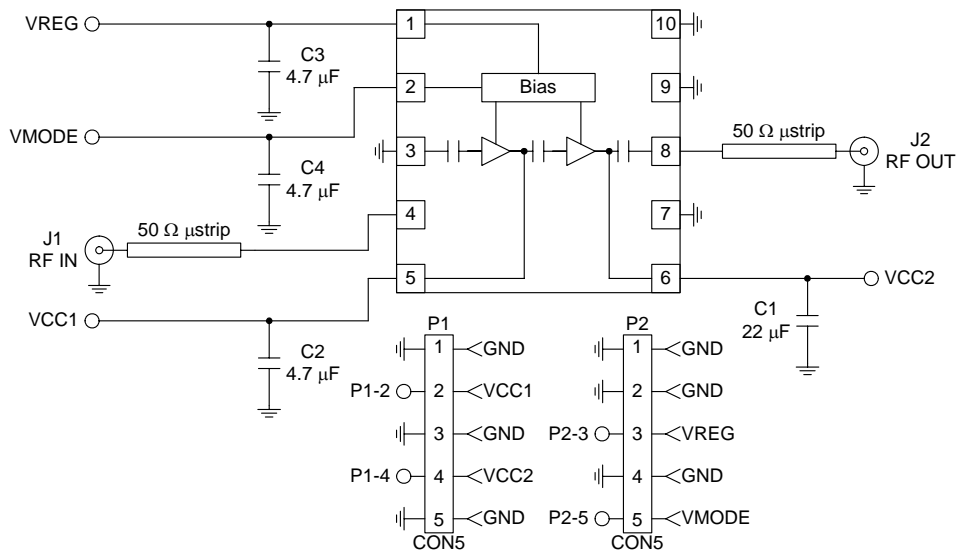 VREG
C3
4.7 μF
VMODE
C4
4.7 μF
J1
RF IN
50 Ω μstrip
VCC1
C2
4.7 μF
1
2
3
4
5
Bias
10
9
8
7
6
50 Ω μstrip
J2
RF OUT
VCC2
C1
22 μF
P1
1 GND
P1-2 2 VCC1
3 GND
P1-4 4 VCC2
5 GND
CON5
P2
1 GND
2 GND
P2-3 3 VREG
4 GND
P2-5 5 VMODE
CON5